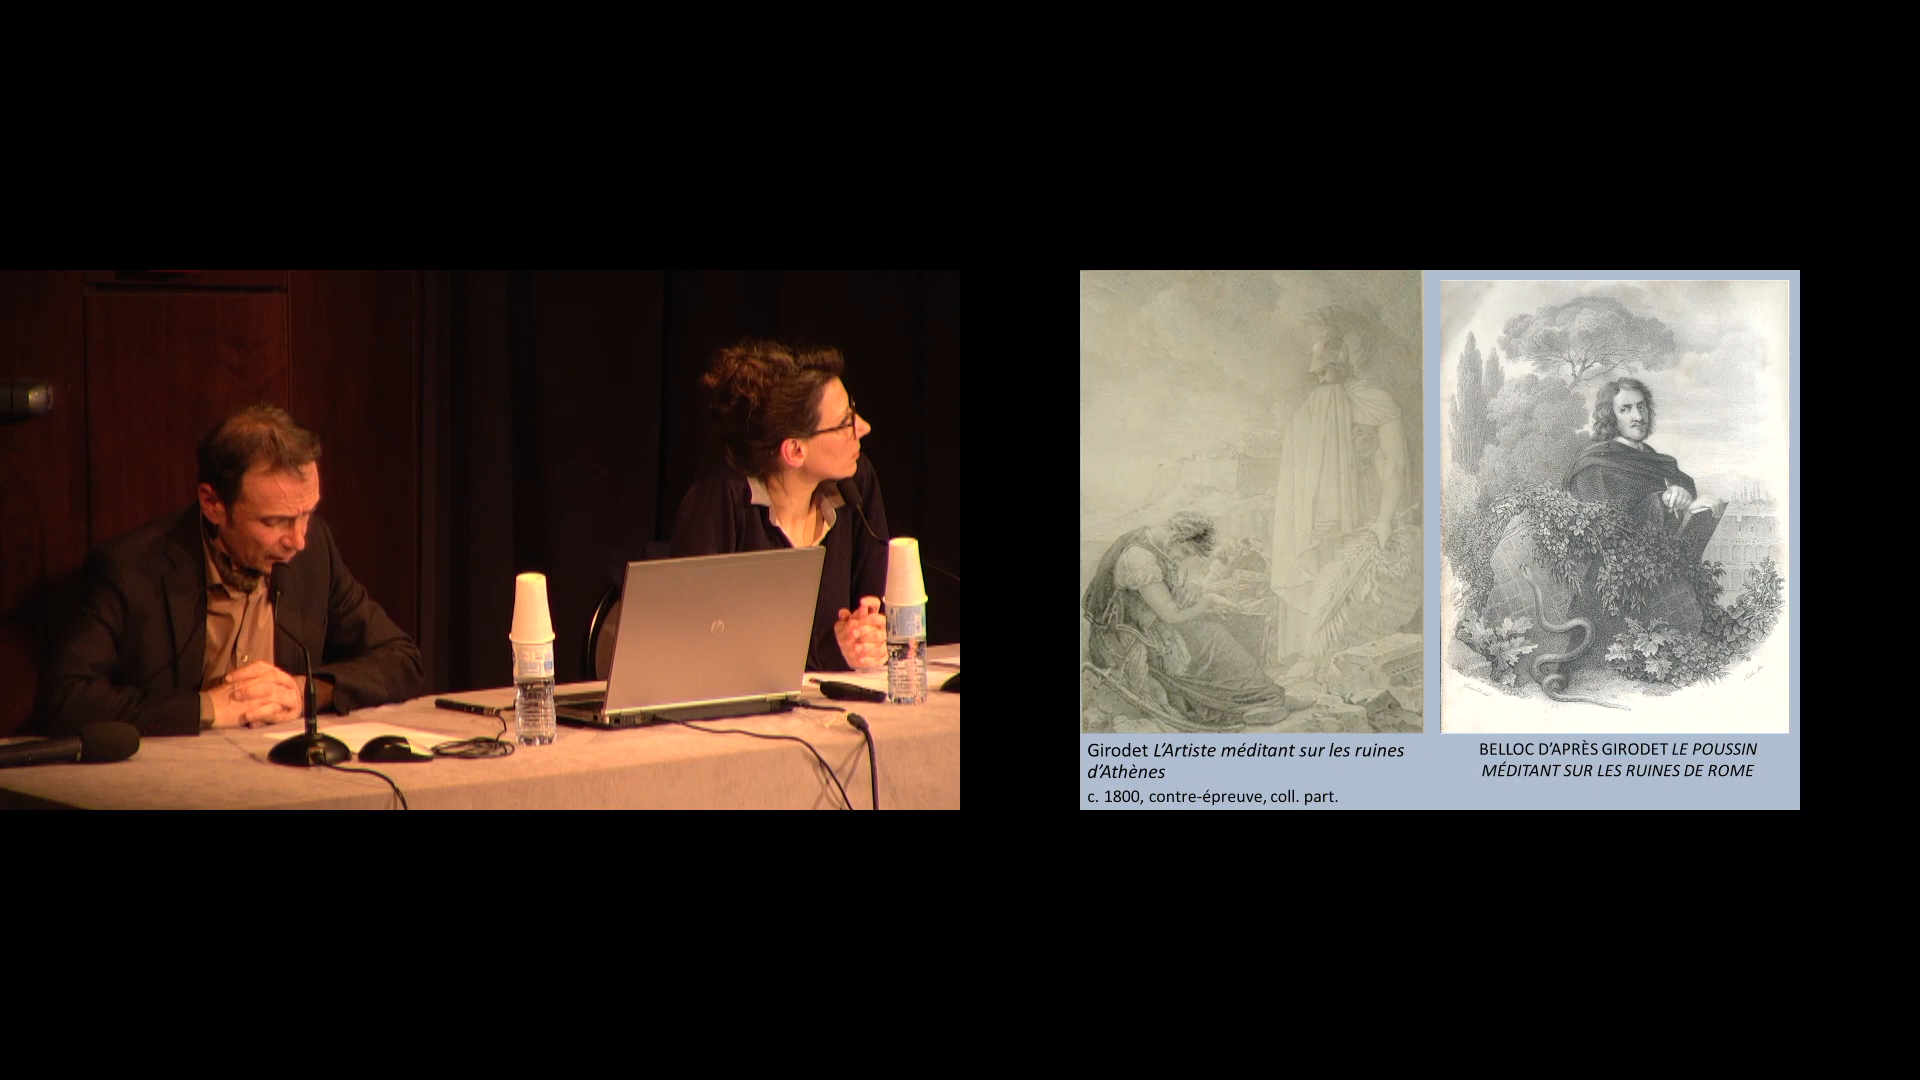 Girodet L'Artiste méditant sur les ruines
d'Athènes
c. 1800, contre-épreuve, coll. part.
BELLOC D'APRÈS GIRODET LE POUSSIN
MÉDITANT SUR LES RUINES DE ROME
hp